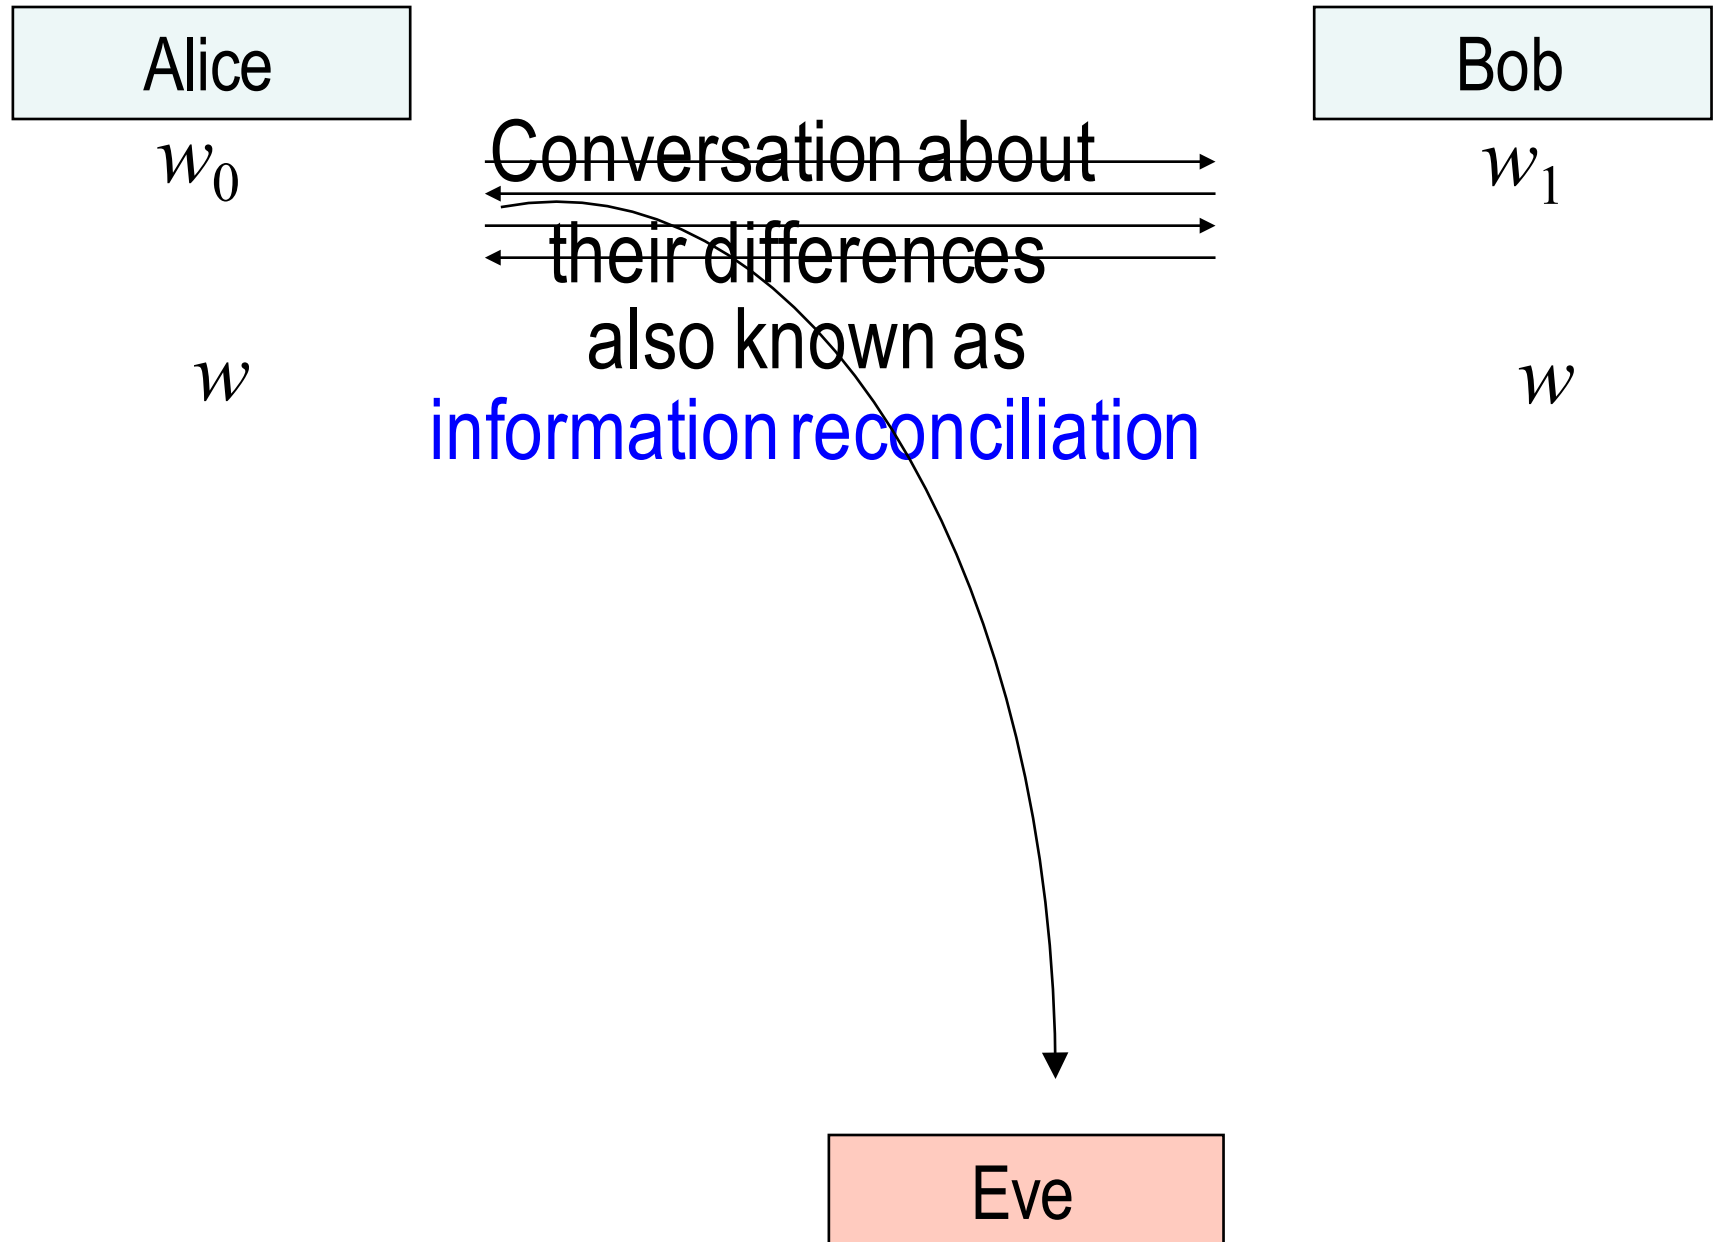 Alice
Bob
w₀
Conversation about
w₁
their differences
also known as
w
w
information reconciliation
Eve